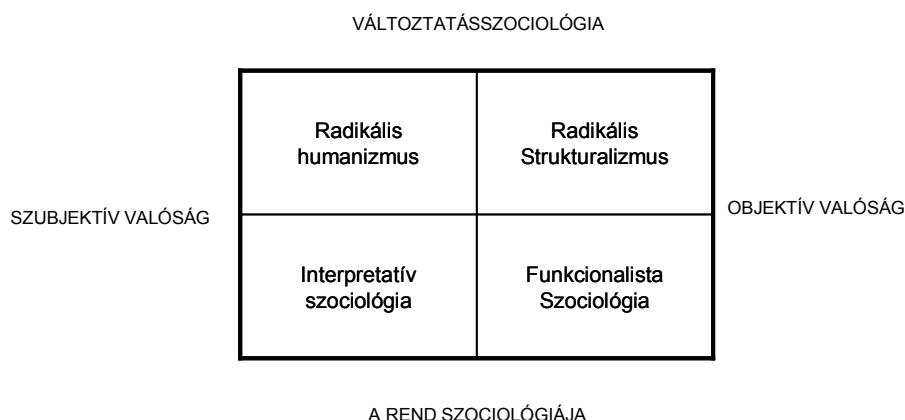 VÁLTOZTATÁSSZOCIOLÓGIA
Radikális
humanizmus
Radikális
Strukturalizmus
SZUBJEKTÍV VALÓSÁG
OBJEKTÍV VALÓSÁG
Interpretatív
szociológia
Funkcionalista
Szociológia
A REND SZOCIOLÓGIÁJA